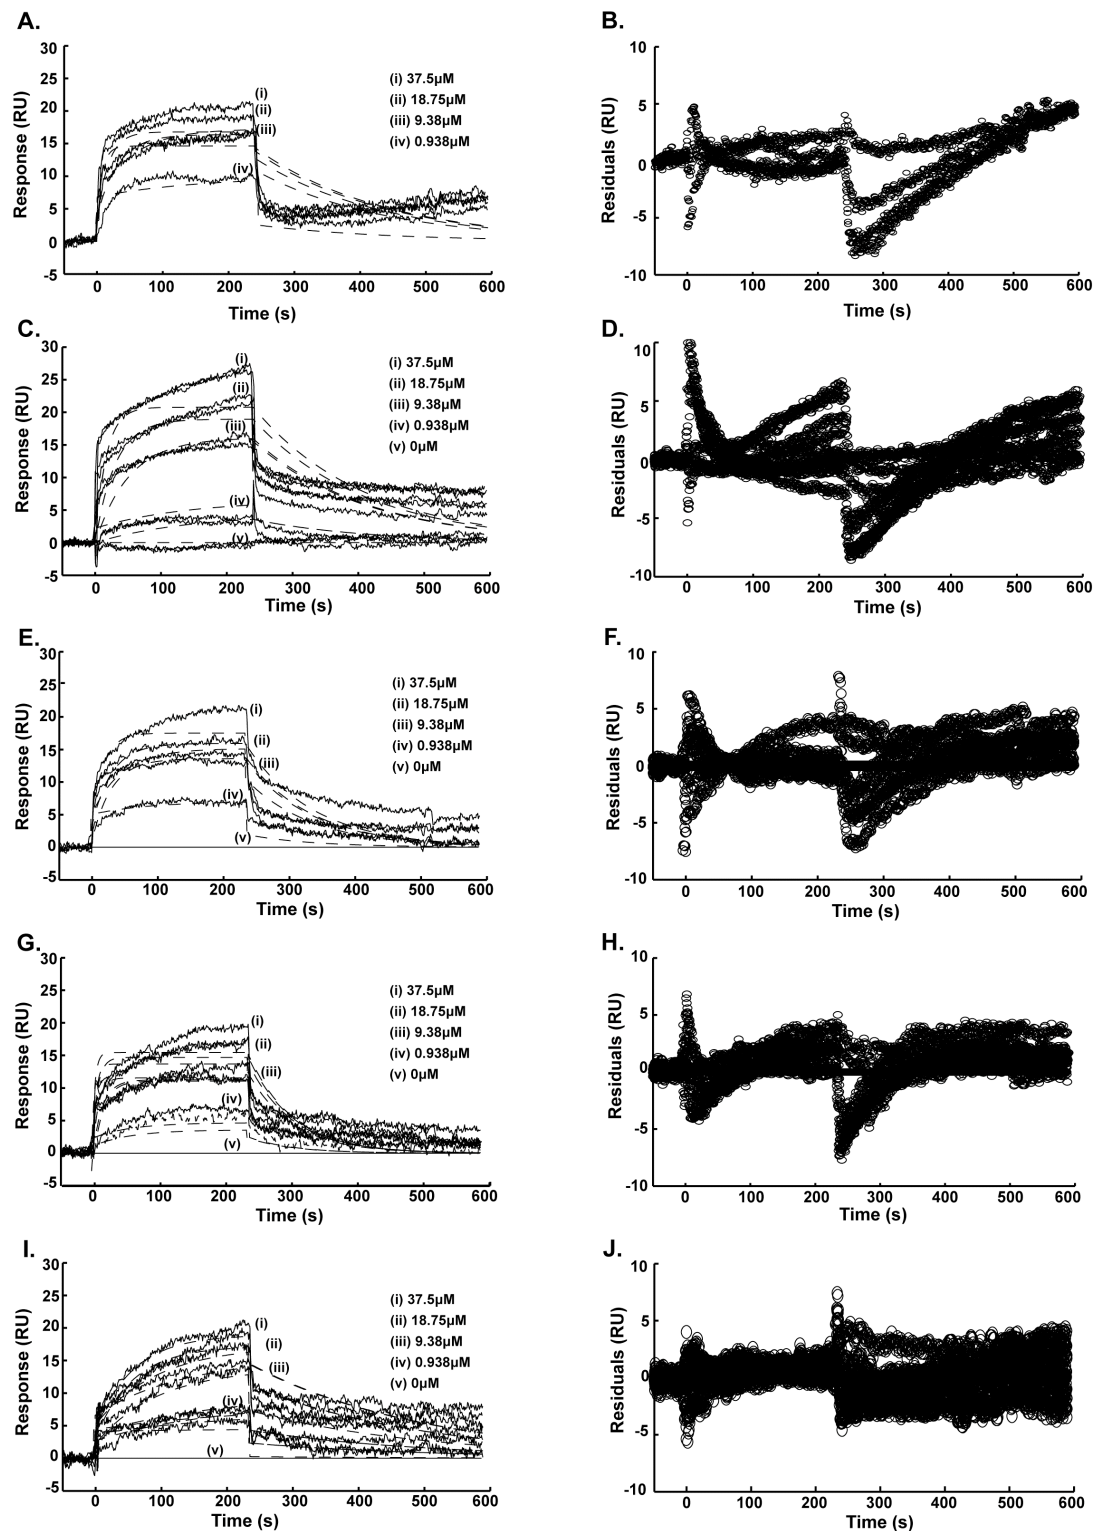 A.
B.
30
25
20
15
10
5
0
-5
Response (RU)
(i)
(ii)
(iii)
(iv)
(i) 37.5µM
(ii) 18.75µM
(iii) 9.38µM
(iv) 0.938µM
0 100 200 300 400 500 600
Time (s)
10
5
0
-5
-10
Residuals (RU)
0 100 200 300 400 500 600
Time (s)
C.
D.
30
25
20
15
10
5
0
-5
Response (RU)
(i)
(ii)
(iii)
(iv)
(v)
(i) 37.5µM
(ii) 18.75µM
(iii) 9.38µM
(iv) 0.938µM
(v) 0µM
0 100 200 300 400 500 600
Time (s)
10
5
0
-5
-10
Residuals (RU)
0 100 200 300 400 500 600
Time (s)
E.
F.
30
25
20
15
10
5
0
-5
Response (RU)
(i)
(ii)
(iii)
(iv)
(v)
(i) 37.5µM
(ii) 18.75µM
(iii) 9.38µM
(iv) 0.938µM
(v) 0µM
0 100 200 300 400 500 600
Time (s)
10
5
0
-5
-10
Residuals (RU)
0 100 200 300 400 500 600
Time (s)
G.
H.
30
25
20
15
10
5
0
-5
Response (RU)
(i)
(ii)
(iii)
(iv)
(v)
(i) 37.5µM
(ii) 18.75µM
(iii) 9.38µM
(iv) 0.938µM
(v) 0µM
0 100 200 300 400 500 600
Time (s)
10
5
0
-5
-10
Residuals (RU)
0 100 200 300 400 500 600
Time (s)
I.
J.
30
25
20
15
10
5
0
-5
Response (RU)
(i)
(ii)
(iii)
(iv)
(v)
(i) 37.5µM
(ii) 18.75µM
(iii) 9.38µM
(iv) 0.938µM
(v) 0µM
0 100 200 300 400 500 600
Time (s)
10
5
0
-5
-10
Residuals (RU)
0 100 200 300 400 500 600
Time (s)